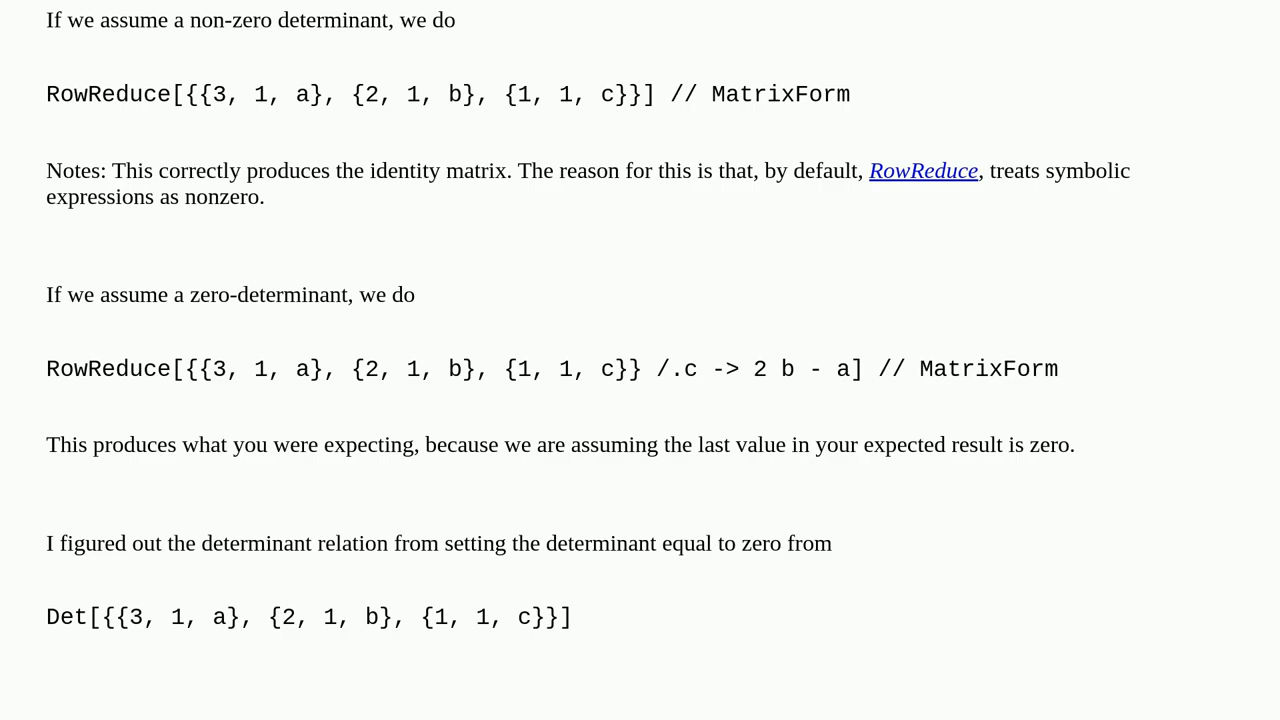 If we assume a non-zero determinant, we do
RowReduce[{{3, 1, a}, {2, 1, b}, {1, 1, c}}] // MatrixForm
Notes: This correctly produces the identity matrix. The reason for this is that, by default, RowReduce, treats symbolic
expressions as nonzero.
If we assume a zero-determinant, we do
RowReduce[{{3, 1, a}, {2, 1, b}, {1, 1, c}} /.c -> 2 b - a] // MatrixForm
This produces what you were expecting, because we are assuming the last value in your expected result is zero.
I figured out the determinant relation from setting the determinant equal to zero from
Det[{{3, 1, a}, {2, 1, b}, {1, 1, c}}]